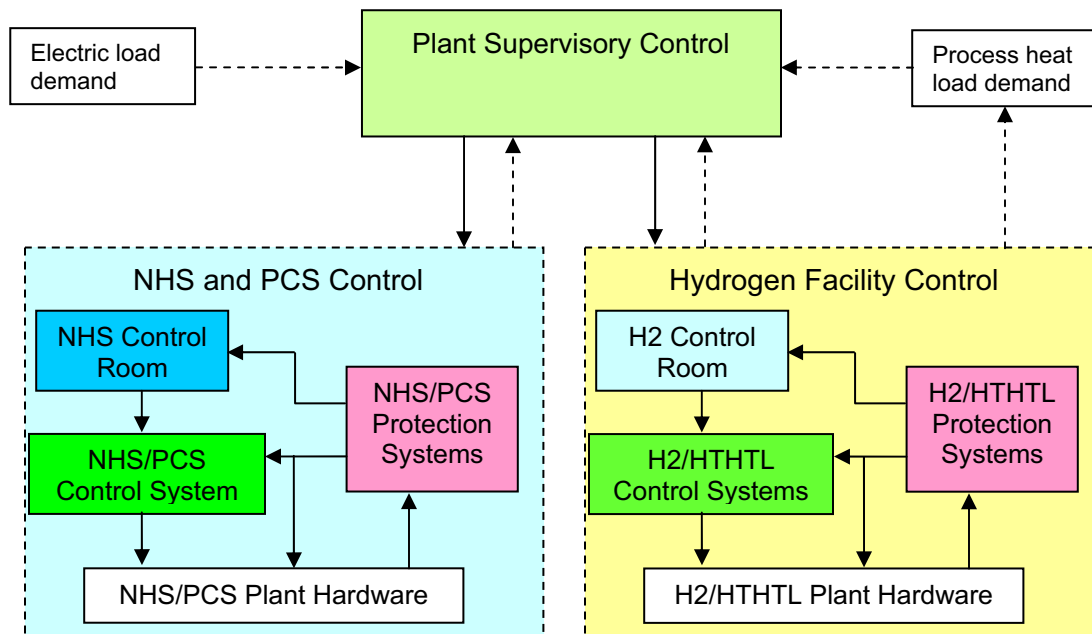 Electric load
demand
Plant Supervisory Control
Process heat
load demand
NHS and PCS Control
NHS Control
Room
NHS/PCS
Protection
Systems
NHS/PCS
Control System
NHS/PCS Plant Hardware
Hydrogen Facility Control
H2 Control
Room
H2/HTHTL
Protection
Systems
H2/HTHTL
Control Systems
H2/HTHTL Plant Hardware